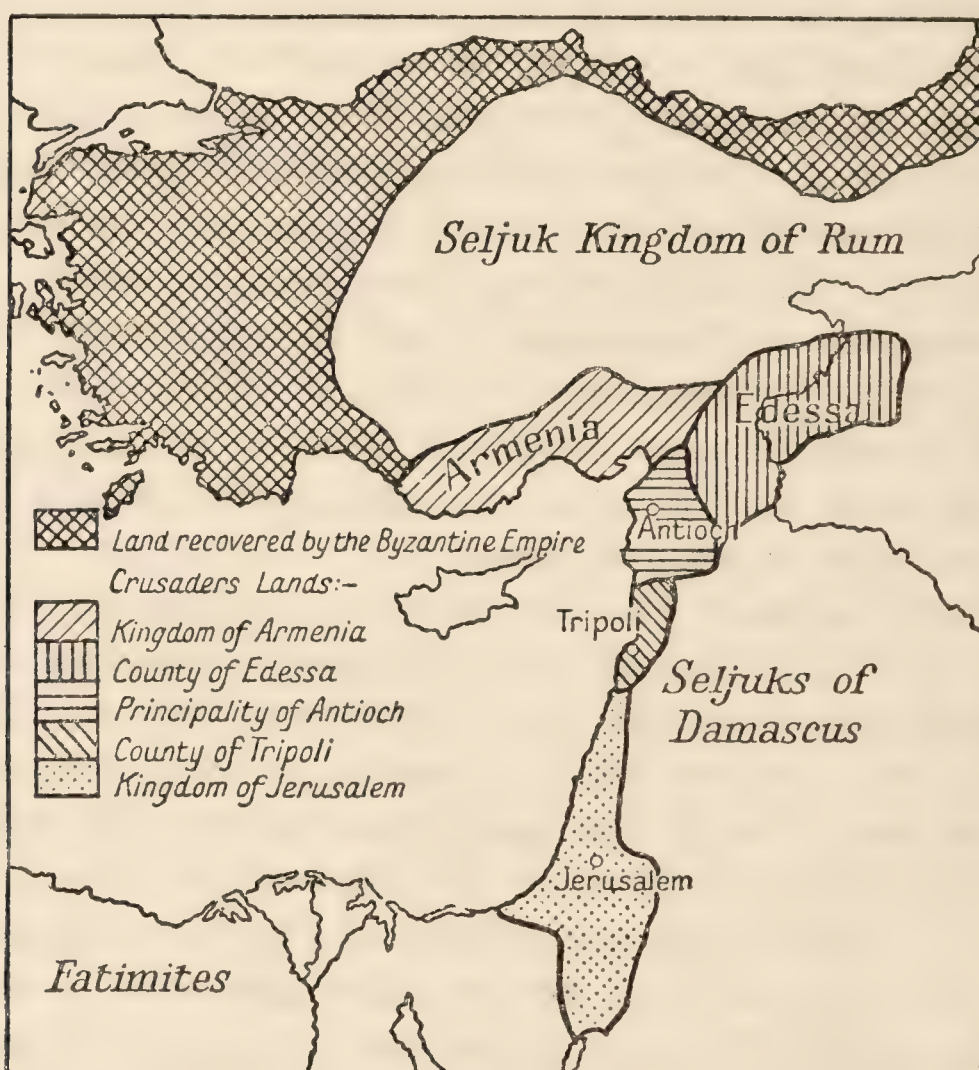 Seljuk Kingdom of Rum
Edessa
Armenia
Antioch
Land recovered by the Byzantine Empire
Crusaders Lands:-
Kingdom of Armenia
County of Edessa
Principality of Antioch
County of Tripoli
Kingdom of Jerusalem
Tripoli
Seljuks of
Damascus
Jerusalem
Fatimites